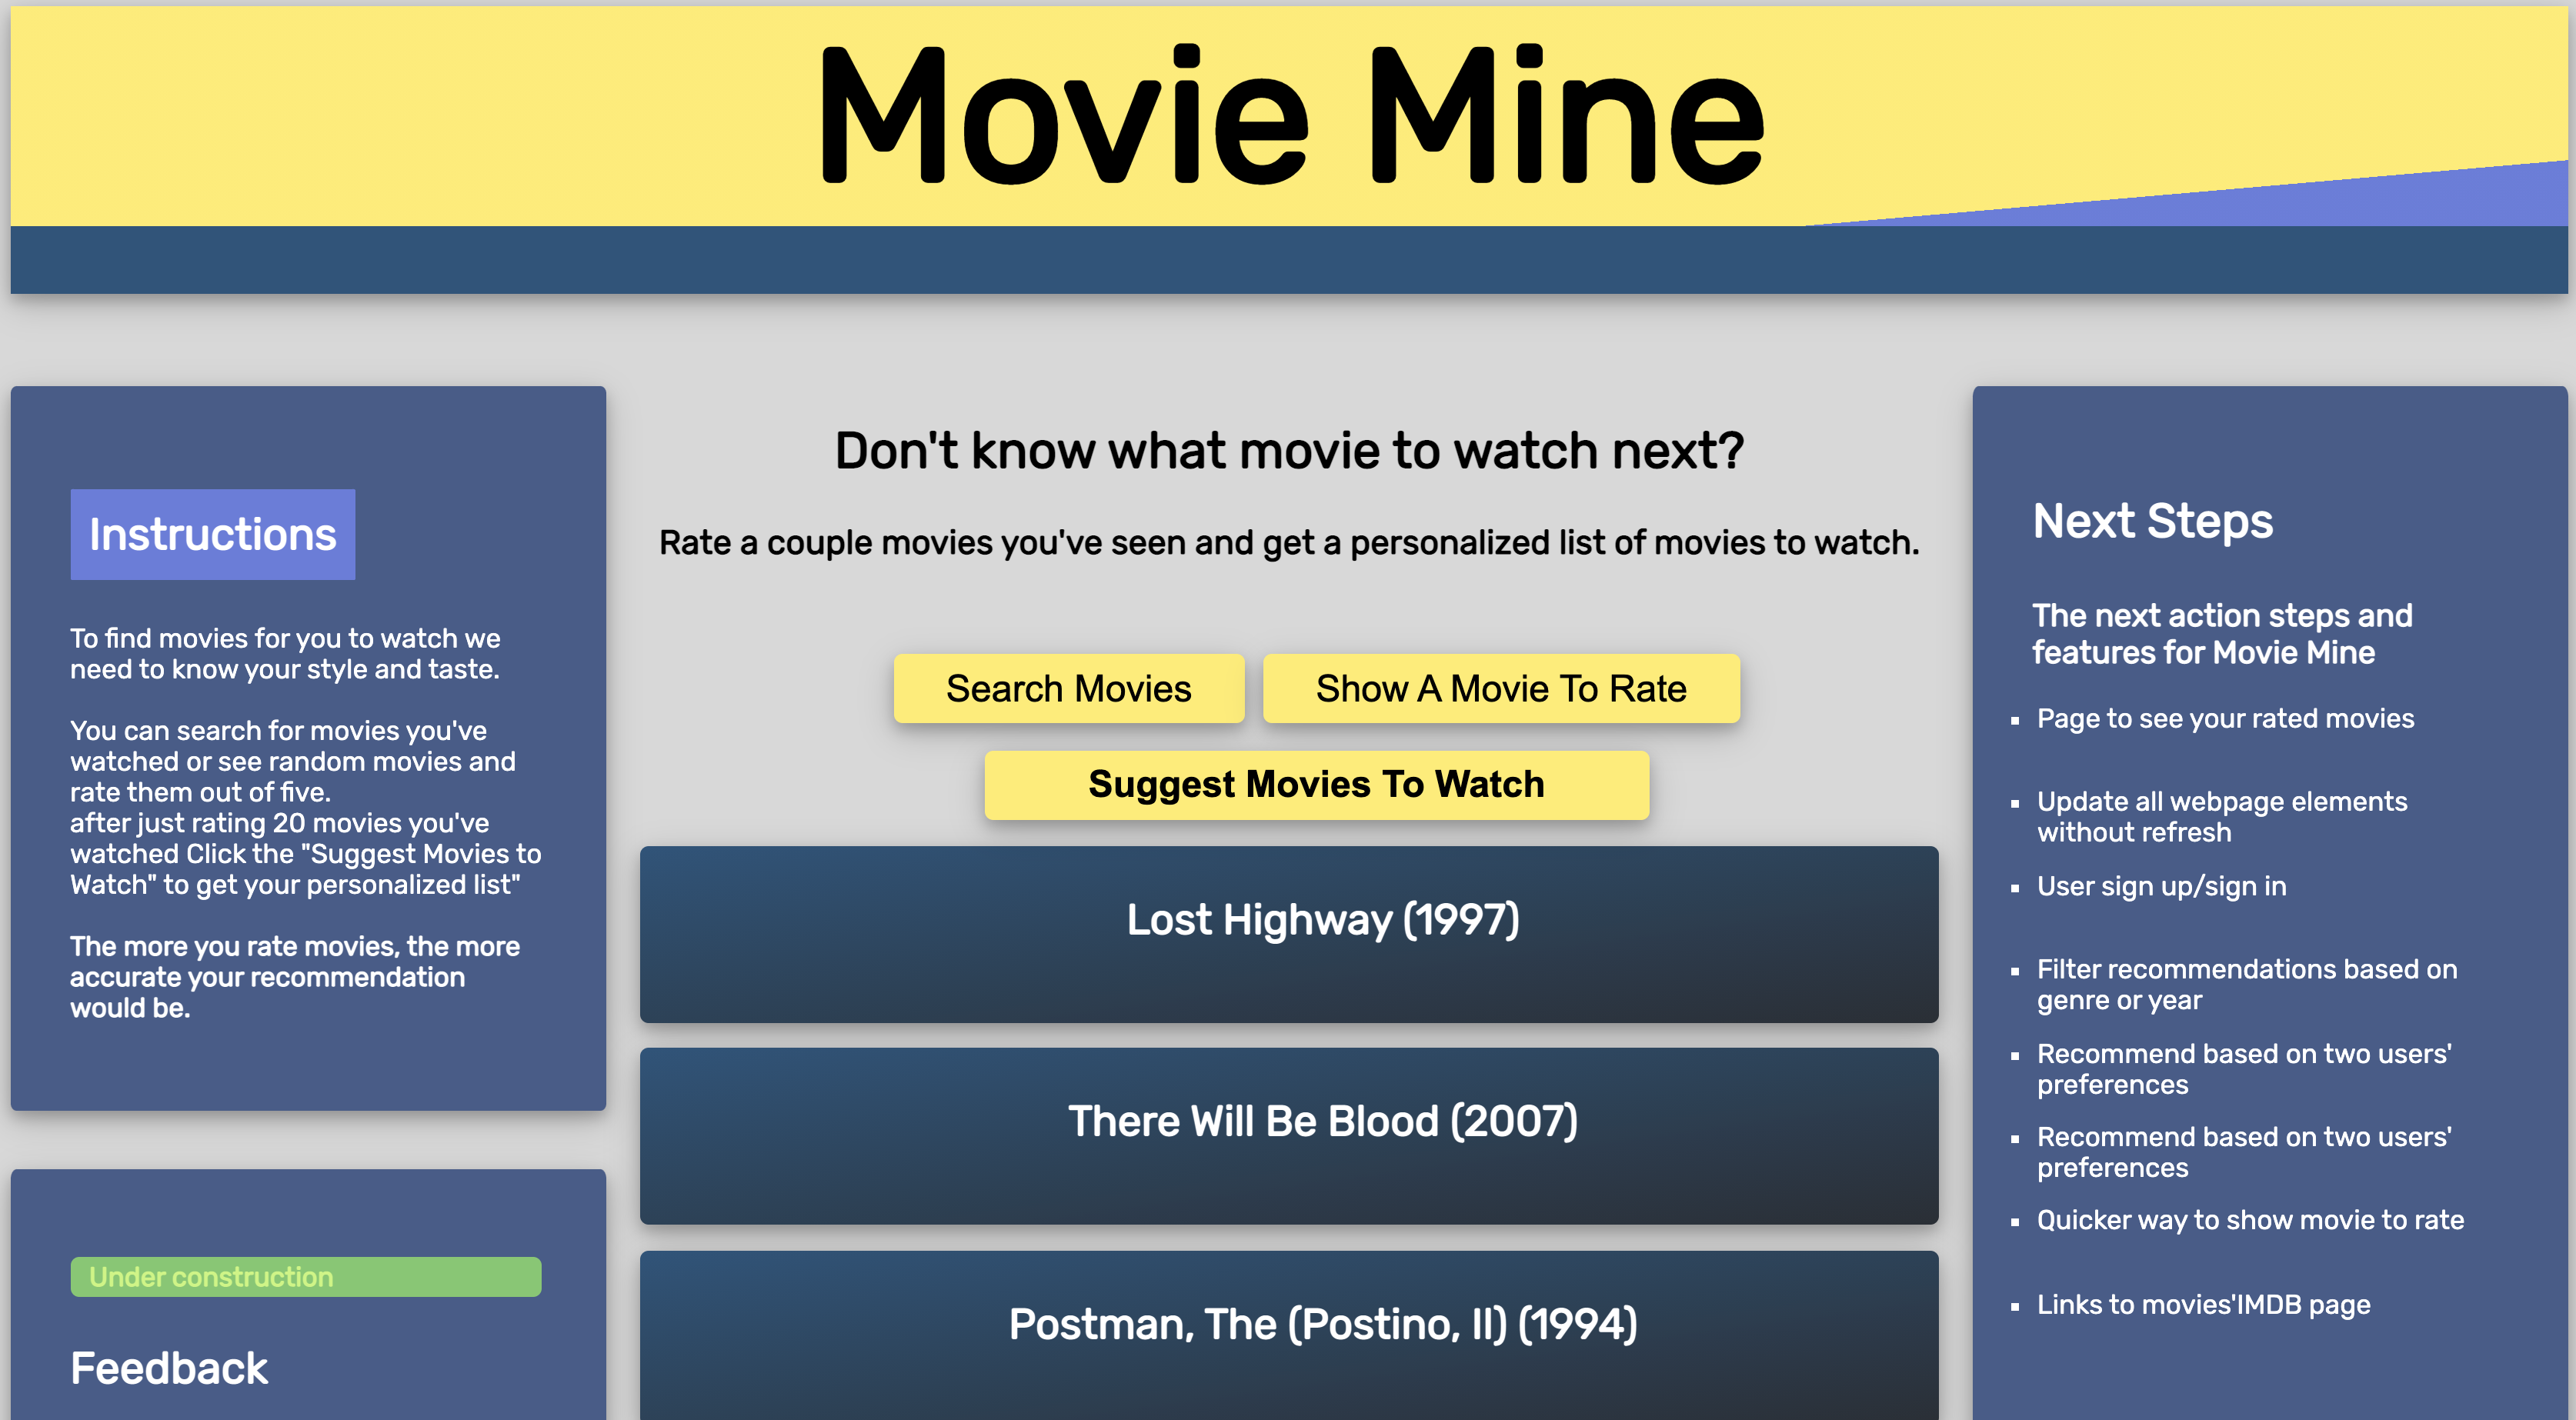 Movie Mine
Instructions
To find movies for you to watch we
need to know your style and taste.
You can search for movies you've
watched or see random movies and
rate them out of five.
after just rating 20 movies you've
watched Click the "Suggest Movies to
Watch" to get your personalized list"
The more you rate movies, the more
accurate your recommendation
would be.
Under construction
Feedback
Don't know what movie to watch next?
Rate a couple movies you've seen and get a personalized list of movies to watch.
Search Movies
Show A Movie To Rate
Suggest Movies To Watch
Lost Highway (1997)
There Will Be Blood (2007)
Postman, The (Postino, Il) (1994)
Next Steps
The next action steps and
features for Movie Mine
Page to see your rated movies
Update all webpage elements
without refresh
User sign up/sign in
Filter recommendations based on
genre or year
Recommend based on two users'
preferences
Recommend based on two users'
preferences
Quicker way to show movie to rate
Links to movies'IMDB page